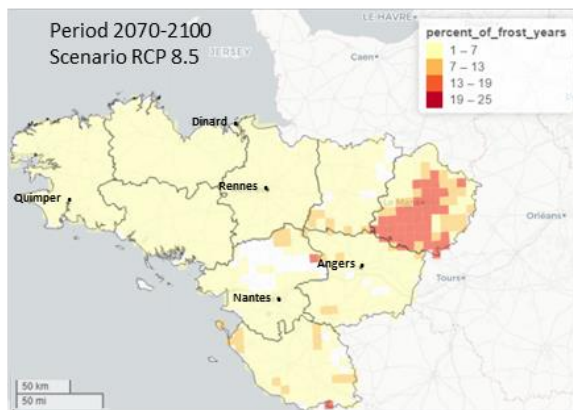 Period 2070-2100
Scenario RCP 8.5
LE HAVRE
JERSEY
Caen
percent_of_frost_years
1 – 7
7 – 13
13 – 19
19 – 25
Dinard
Rennes
Quimper
Le Mans
Orléans
Angers
Tours
Nantes
50 km
50 mi